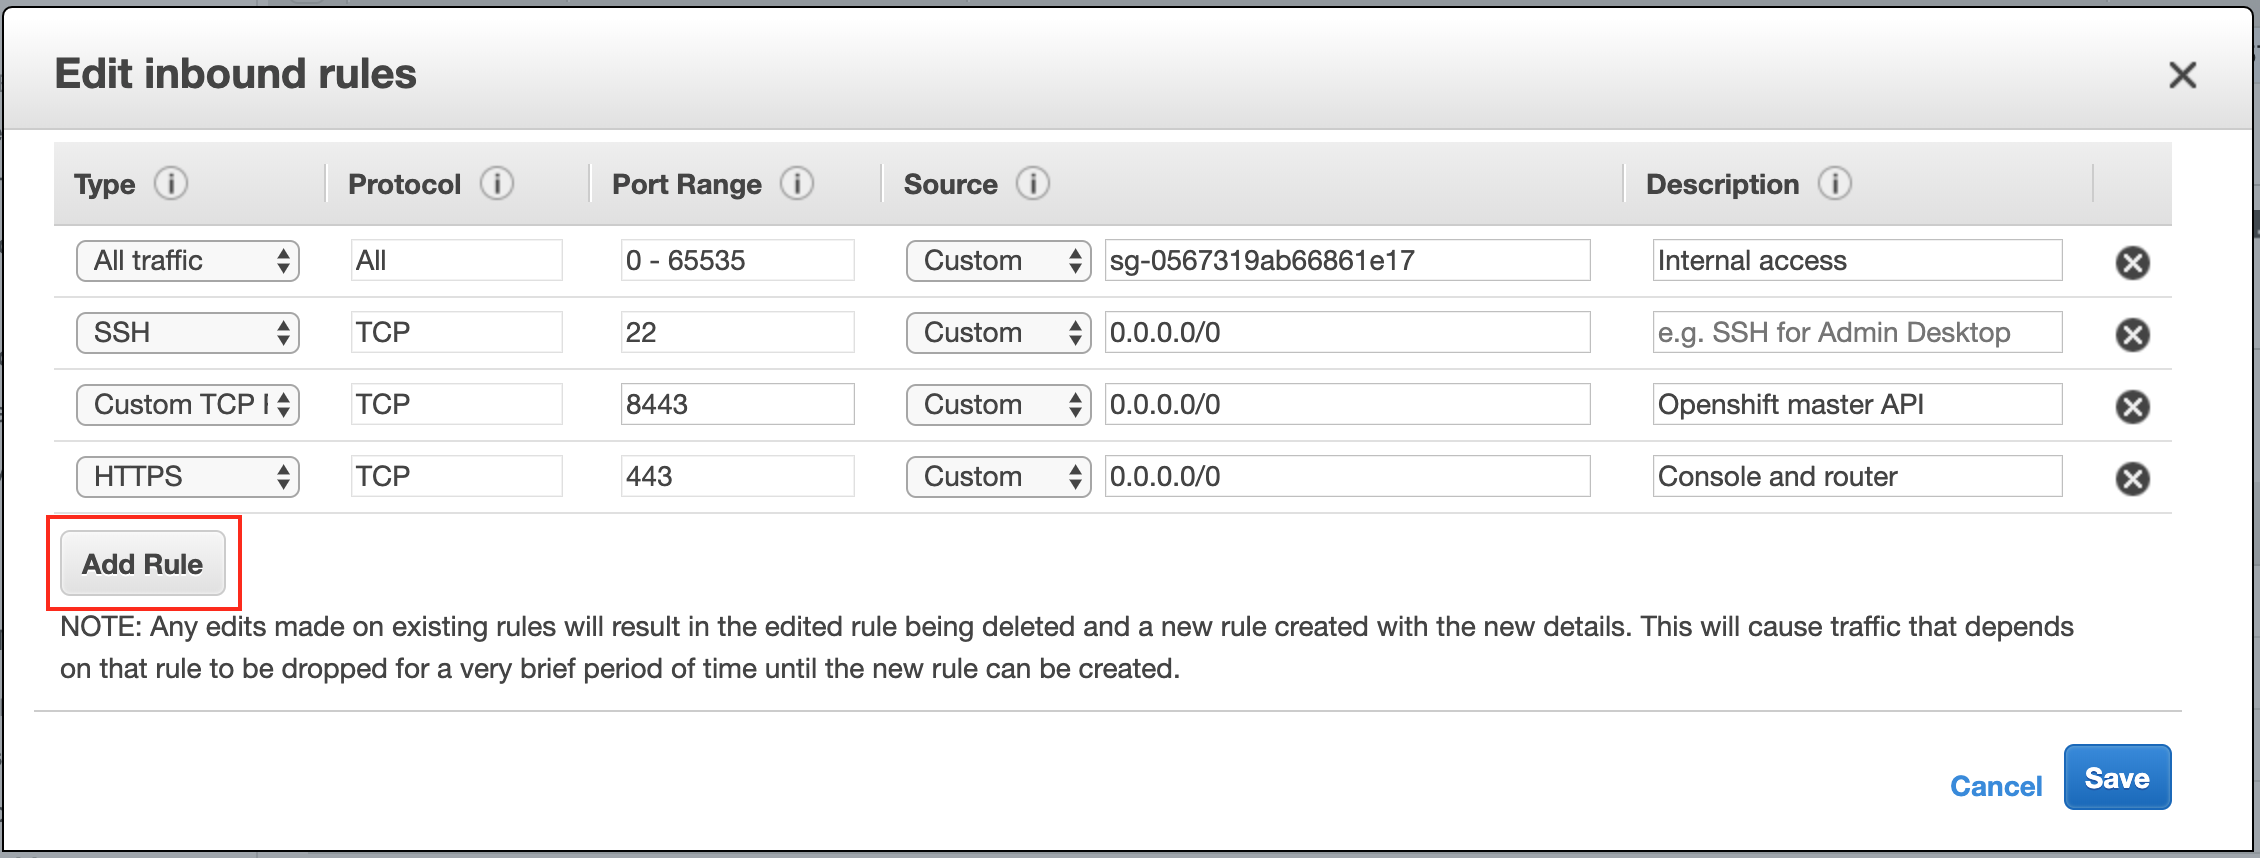 Edit inbound rules
Type Protocol Port Range Source Description
All traffic All 0 - 65535 Custom sg-0567319ab66861e17 Internal access
SSH TCP 22 Custom 0.0.0.0/0 e.g. SSH for Admin Desktop
Custom TCP TCP 8443 Custom 0.0.0.0/0 Openshift master API
HTTPS TCP 443 Custom 0.0.0.0/0 Console and router
Add Rule
NOTE: Any edits made on existing rules will result in the edited rule being deleted and a new rule created with the new details. This will cause traffic that depends
on that rule to be dropped for a very brief period of time until the new rule can be created.
Cancel Save